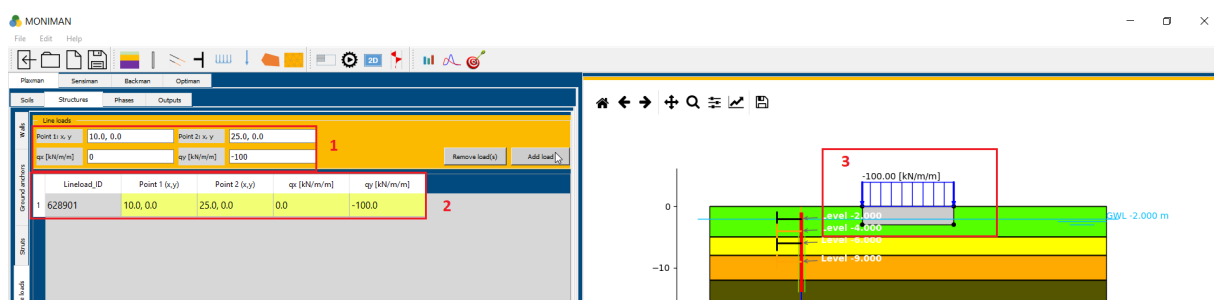 MONIMAN
File Edit Help
2D
Plaxman Sensiman Backman Optiman
Soils Structures Phases Outputs
Walls
Ground anchors
Struts
Line loads
Point 1: x, y 10.0, 0.0 Point 2: x, y 25.0, 0.0
1
qx [kN/m/m] 0 qy [kN/m/m] -100
Remove load(s) Add load
Lineload_ID Point 1 (x,y) Point 2 (x,y) qx [kN/m/m] qy [kN/m/m]
1 628901 10.0, 0.0 25.0, 0.0 0.0 -100.0
2
3
-100.00 [kN/m/m]
0
Level -2.000
GWL -2.000 m
Level -4.000
Level -6.000
Level -9.000
−10